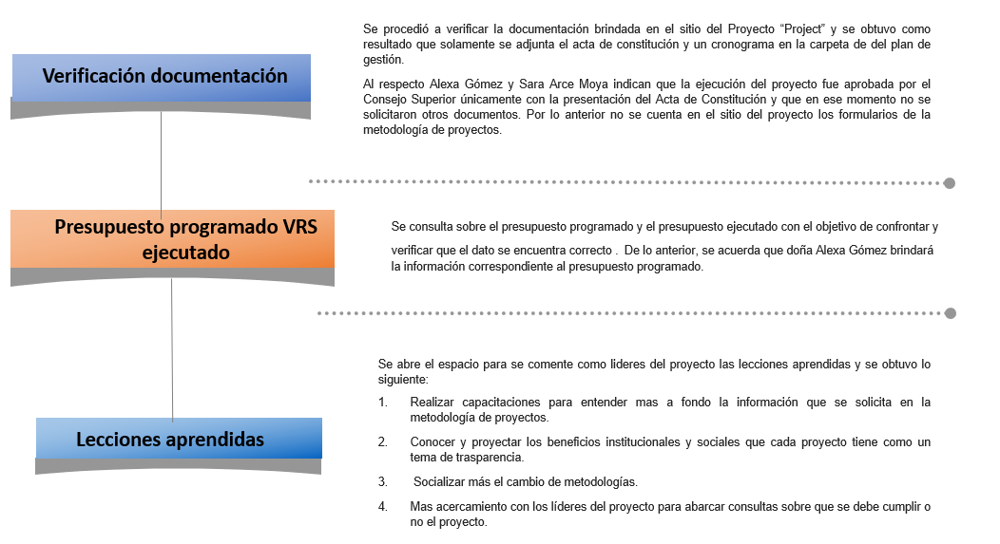 Verificación documentación
Se procedió a verificar la documentación brindada en el sitio del Proyecto “Project” y se obtuvo como
resultado que solamente se adjunta el acta de constitución y un cronograma en la carpeta de del plan de
gestión.
Al respecto Alexa Gómez y Sara Arce Moya indican que la ejecución del proyecto fue aprobada por el
Consejo Superior únicamente con la presentación del Acta de Constitución y que en ese momento no se
solicitaron otros documentos. Por lo anterior no se cuenta en el sitio del proyecto los formularios de la
metodología de proyectos.
Presupuesto programado VRS
ejecutado
Se consulta sobre el presupuesto programado y el presupuesto ejecutado con el objetivo de confrontar y
verificar que el dato se encuentra correcto . De lo anterior, se acuerda que doña Alexa Gómez brindará
la información correspondiente al presupuesto programado.
Lecciones aprendidas
Se abre el espacio para se comente como lideres del proyecto las lecciones aprendidas y se obtuvo lo
siguiente:
1. Realizar capacitaciones para entender mas a fondo la información que se solicita en la
metodología de proyectos.
2. Conocer y proyectar los beneficios institucionales y sociales que cada proyecto tiene como un
tema de trasparencia.
3. Socializar más el cambio de metodologías.
4. Mas acercamiento con los líderes del proyecto para abarcar consultas sobre que se debe cumplir o
no el proyecto.